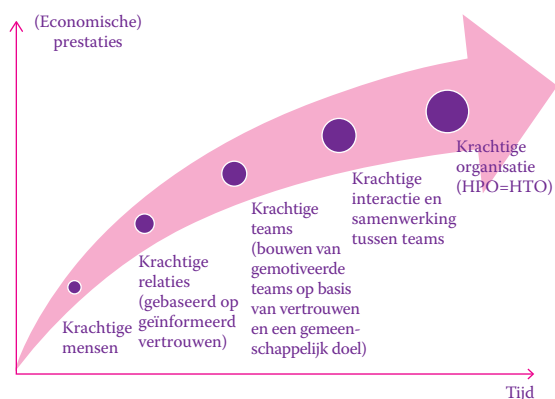 (Economische)
prestaties
Krachtige
mensen
Krachtige
relaties
(gebaseerd op
geïnformeerd
vertrouwen)
Krachtige
teams
(bouwen van
gemotiveerde
teams op basis
van vertrouwen
en een gemeen-
schappelijk doel)
Krachtige
interactie en
samenwerking
tussen teams
Krachtige
organisatie
(HPO=HTO)
Tijd